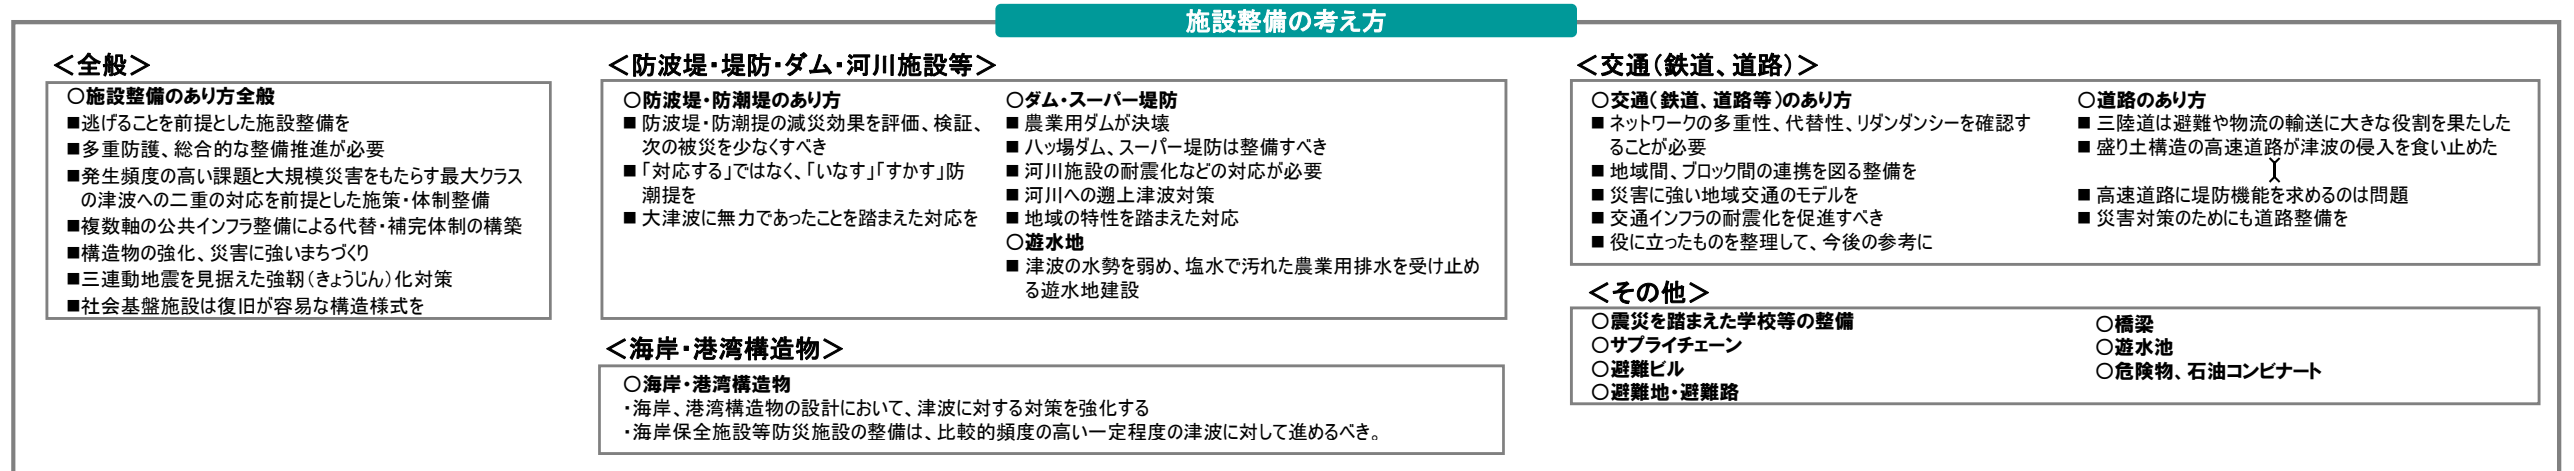 施設整備の考え方
＜全般＞
○施設整備のあり方全般
■逃げることを前提とした施設整備を
■多重防護、総合的な整備推進が必要
■発生頻度の高い課題と大規模災害をもたらす最大クラス
の津波への二重の対応を前提とした施策・体制整備
■複数軸の公共インフラ整備による代替・補完体制の構築
■構造物の強化、災害に強いまちづくり
■三連動地震を見据えた強靭（きょうじん）化対策
■社会基盤施設は復旧が容易な構造様式を
＜防波堤・堤防・ダム・河川施設等＞
○防波堤・防潮堤のあり方
■ 防波堤・防潮提の減災効果を評価、検証、
次の被災を少なくすべき
■ 「対応する」ではなく、「いなす」「すかす」防
潮提を
■ 大津波に無力であったことを踏まえた対応を
○ダム・スーパー堤防
■ 農業用ダムが決壊
■ 八ッ場ダム、スーパー堤防は整備すべき
■ 河川施設の耐震化などの対応が必要
■ 河川への遡上津波対策
■ 地域の特性を踏まえた対応
○遊水地
■ 津波の水勢を弱め、塩水で汚れた農業用排水を受け止め
る遊水地建設
＜海岸・港湾構造物＞
○海岸・港湾構造物
・海岸、港湾構造物の設計において、津波に対する対策を強化する
・海岸保全施設等防災施設の整備は、比較的頻度の高い一定程度の津波に対して進めるべき。
＜交通（鉄道、道路）＞
○交通（鉄道、道路等）のあり方
■ ネットワークの多重性、代替性、リダンダンシーを確認す
ることが必要
■ 地域間、ブロック間の連携を図る整備を
■ 災害に強い地域交通のモデルを
■ 交通インフラの耐震化を促進すべき
■ 役に立ったものを整理して、今後の参考に
○道路のあり方
■ 三陸道は避難や物流の輸送に大きな役割を果たした
■ 盛り土構造の高速道路が津波の侵入を食い止めた
■ 高速道路に堤防機能を求めるのは問題
■ 災害対策のためにも道路整備を
＜その他＞
○震災を踏まえた学校等の整備
○サプライチェーン
○避難ビル
○避難地・避難路
○橋梁
○遊水池
○危険物、石油コンビナート